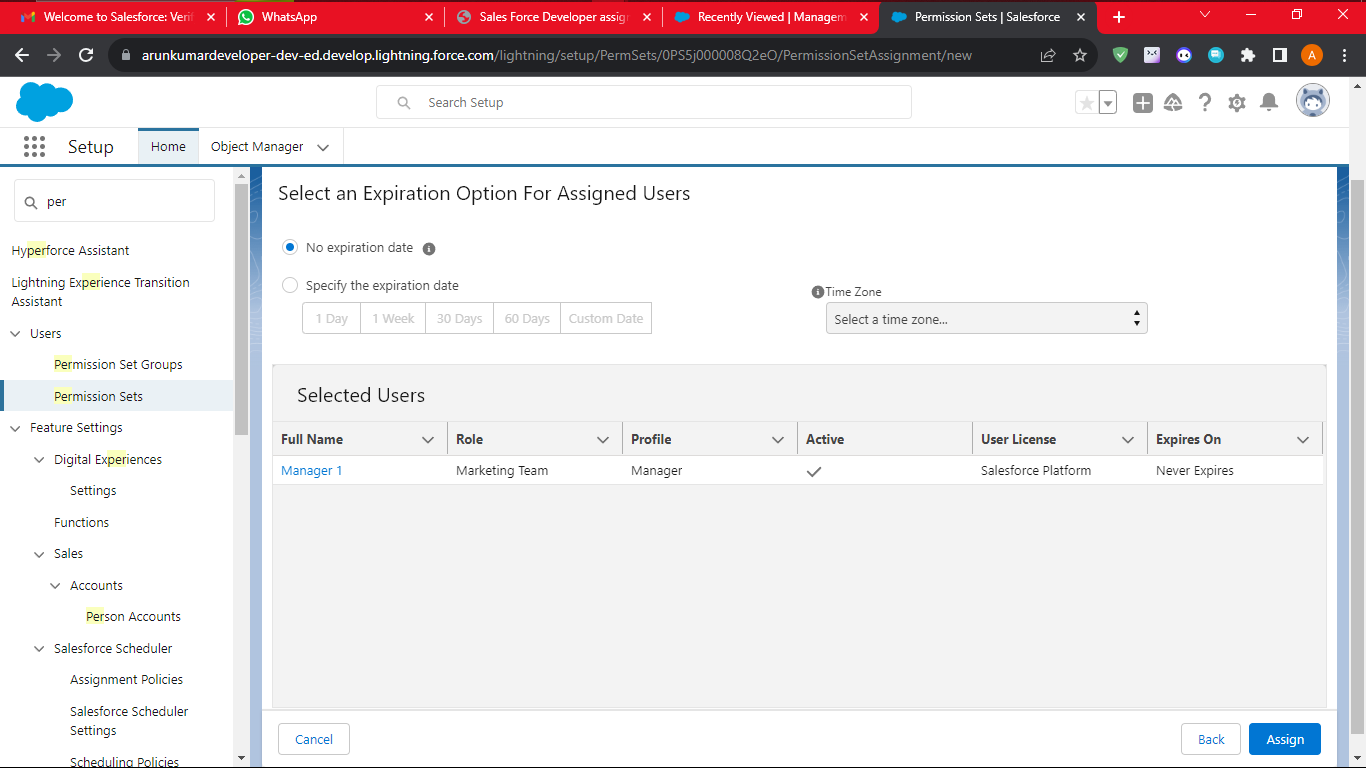 Welcome to Salesforce: Verif
WhatsApp
Sales Force Developer assign
Recently Viewed | Managem
Permission Sets | Salesforce
arunkumardeveloper-dev-ed.develop.lightning.force.com/lightning/setup/PermSets/0PS5j000008Q2eO/PermissionSetAssignment/new
A
Search Setup
Setup
Home
Object Manager
per
Hyperforce Assistant
Lightning Experience Transition
Assistant
Users
Permission Set Groups
Permission Sets
Feature Settings
Digital Experiences
Settings
Functions
Sales
Accounts
Person Accounts
Salesforce Scheduler
Assignment Policies
Salesforce Scheduler
Settings
Scheduling Policies
Select an Expiration Option For Assigned Users
No expiration date
Specify the expiration date
1 Day 1 Week 30 Days 60 Days Custom Date
Time Zone
Select a time zone...
Selected Users
Full Name Role Profile Active User License Expires On
Manager 1 Marketing Team Manager Salesforce Platform Never Expires
Cancel
Back
Assign